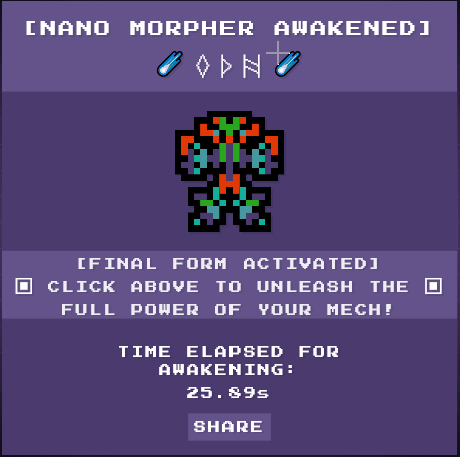 [NANO MORPHER AWAKENED]
☄ ᛜᚦᚻ ☄
[FINAL FORM ACTIVATED]
▣ CLICK ABOVE TO UNLEASH THE ▣
FULL POWER OF YOUR MECH!
TIME ELAPSED FOR
AWAKENING:
25.89s
SHARE